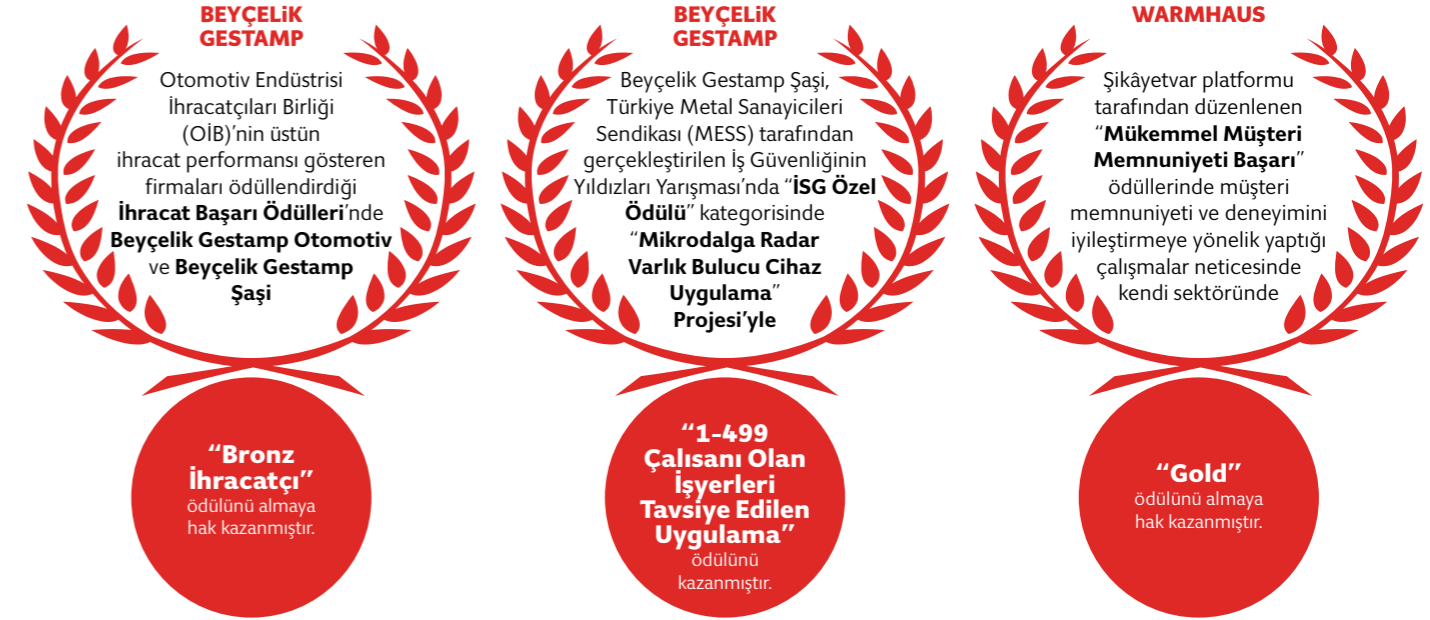 BEYÇELİK
GESTAMP
Otomotiv Endüstrisi
İhracatçıları Birliği
(OİB)’nin üstün
ihracat performansı gösteren
firmaları ödüllendirdiği
İhracat Başarı Ödülleri’nde
Beyçelik Gestamp Otomotiv
ve Beyçelik Gestamp
Şaşi
“Bronz
İhracatçı”
ödülünü almaya
hak kazanmıştır.
BEYÇELİK
GESTAMP
Beyçelik Gestamp Şaşi,
Türkiye Metal Sanayicileri
Sendikası (MESS) tarafından
gerçekleştirilen İş Güvenliğinin
Yıldızları Yarışması’nda “İSG Özel
Ödülü” kategorisinde
“Mikrodalga Radar
Varlık Bulucu Cihaz
Uygulama”
Projesi’yle
“1-499
Çalısanı Olan
İşyerleri
Tavsiye Edilen
Uygulama”
ödülünü
kazanmıştır.
WARMHAUS
Şikâyetvar platformu
tarafından düzenlenen
“Mükemmel Müşteri
Memnuniyeti Başarı”
ödüllerinde müşteri
memnuniyeti ve deneyimini
iyileştirmeye yönelik yaptığı
çalışmalar neticesinde
kendi sektöründe
“Gold”
ödülünü almaya
hak kazanmıştır.